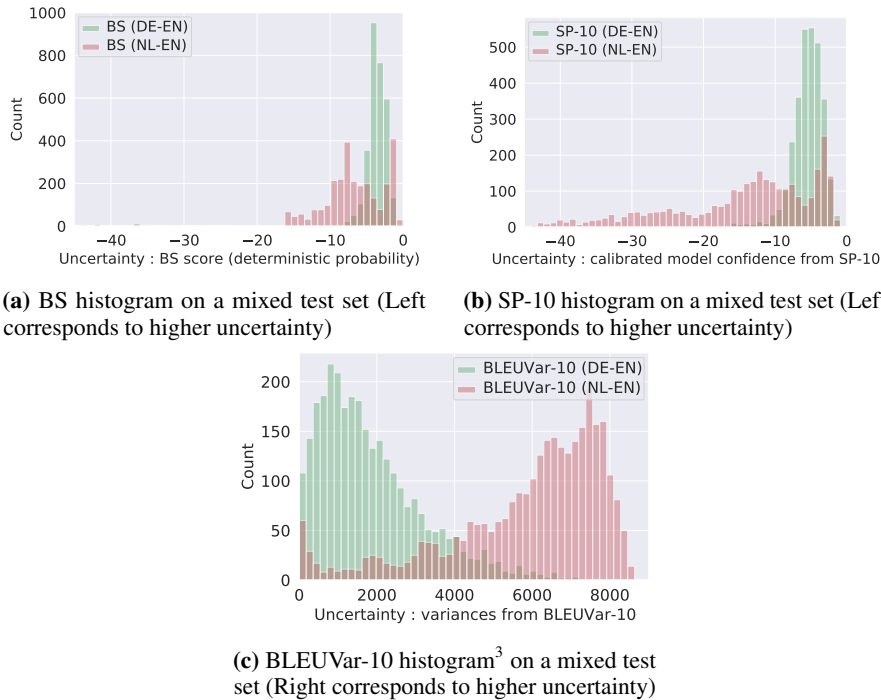 1000
800
600
400
200
0
Count
BS (DE-EN)
BS (NL-EN)
−40 −30 −20 −10 0
Uncertainty : BS score (deterministic probability)
500
400
300
200
100
0
Count
SP-10 (DE-EN)
SP-10 (NL-EN)
−40 −30 −20 −10 0
Uncertainty : calibrated model confidence from SP-10
(a) BS histogram on a mixed test set (Left
corresponds to higher uncertainty)
(b) SP-10 histogram on a mixed test set (Lef
corresponds to higher uncertainty)
200
150
100
50
0
Count
BLEUVar-10 (DE-EN)
BLEUVar-10 (NL-EN)
0 2000 4000 6000 8000
Uncertainty : variances from BLEUVar-10
(c) BLEUVar-10 histogram³ on a mixed test
set (Right corresponds to higher uncertainty)